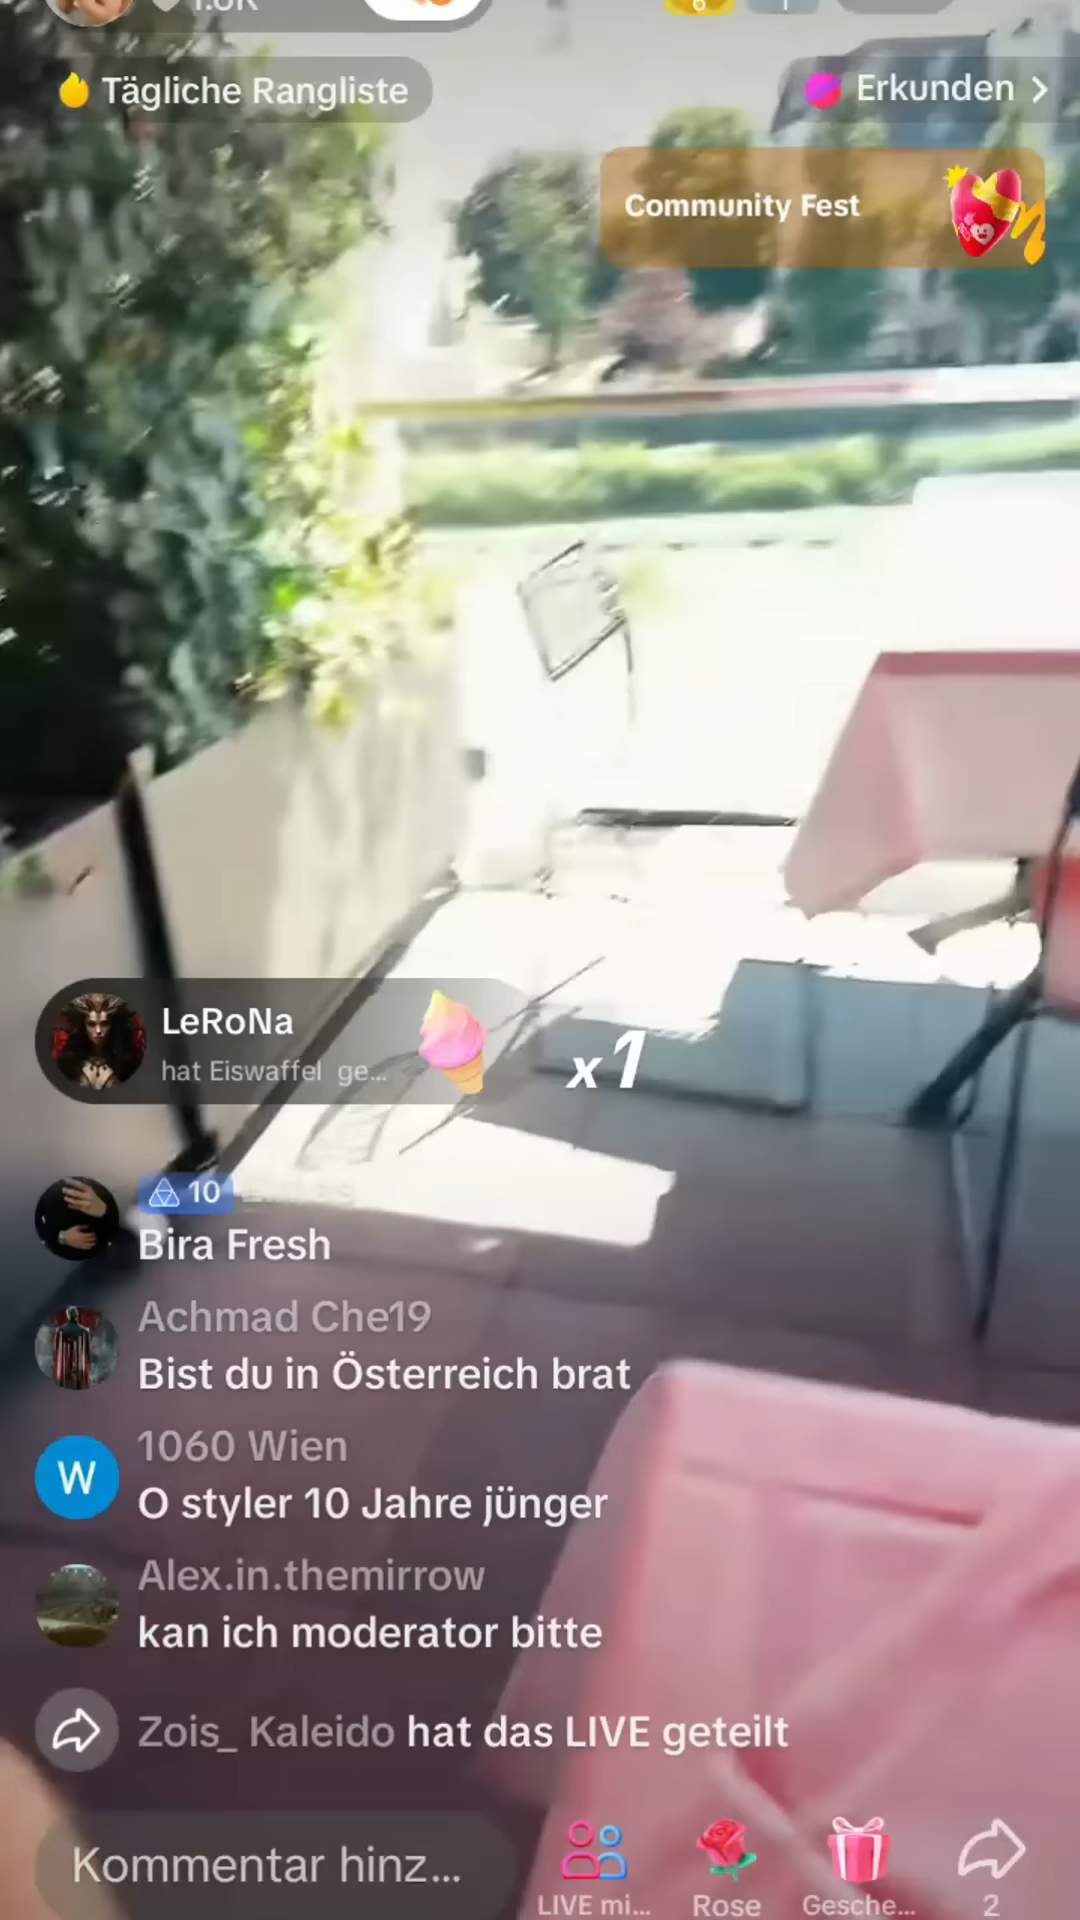 Tägliche Rangliste
Erkunden >
Community Fest
LeRoNa
hat Eiswaffel ge...
x1
10
Bira Fresh
Achmad Che19
Bist du in Österreich brat
1060 Wien
W
O styler 10 Jahre jünger
Alex.in.themirrow
kan ich moderator bitte
Zois_ Kaleido hat das LIVE geteilt
Kommentar hinz...
LIVE mi...
Rose
Gesche...
2